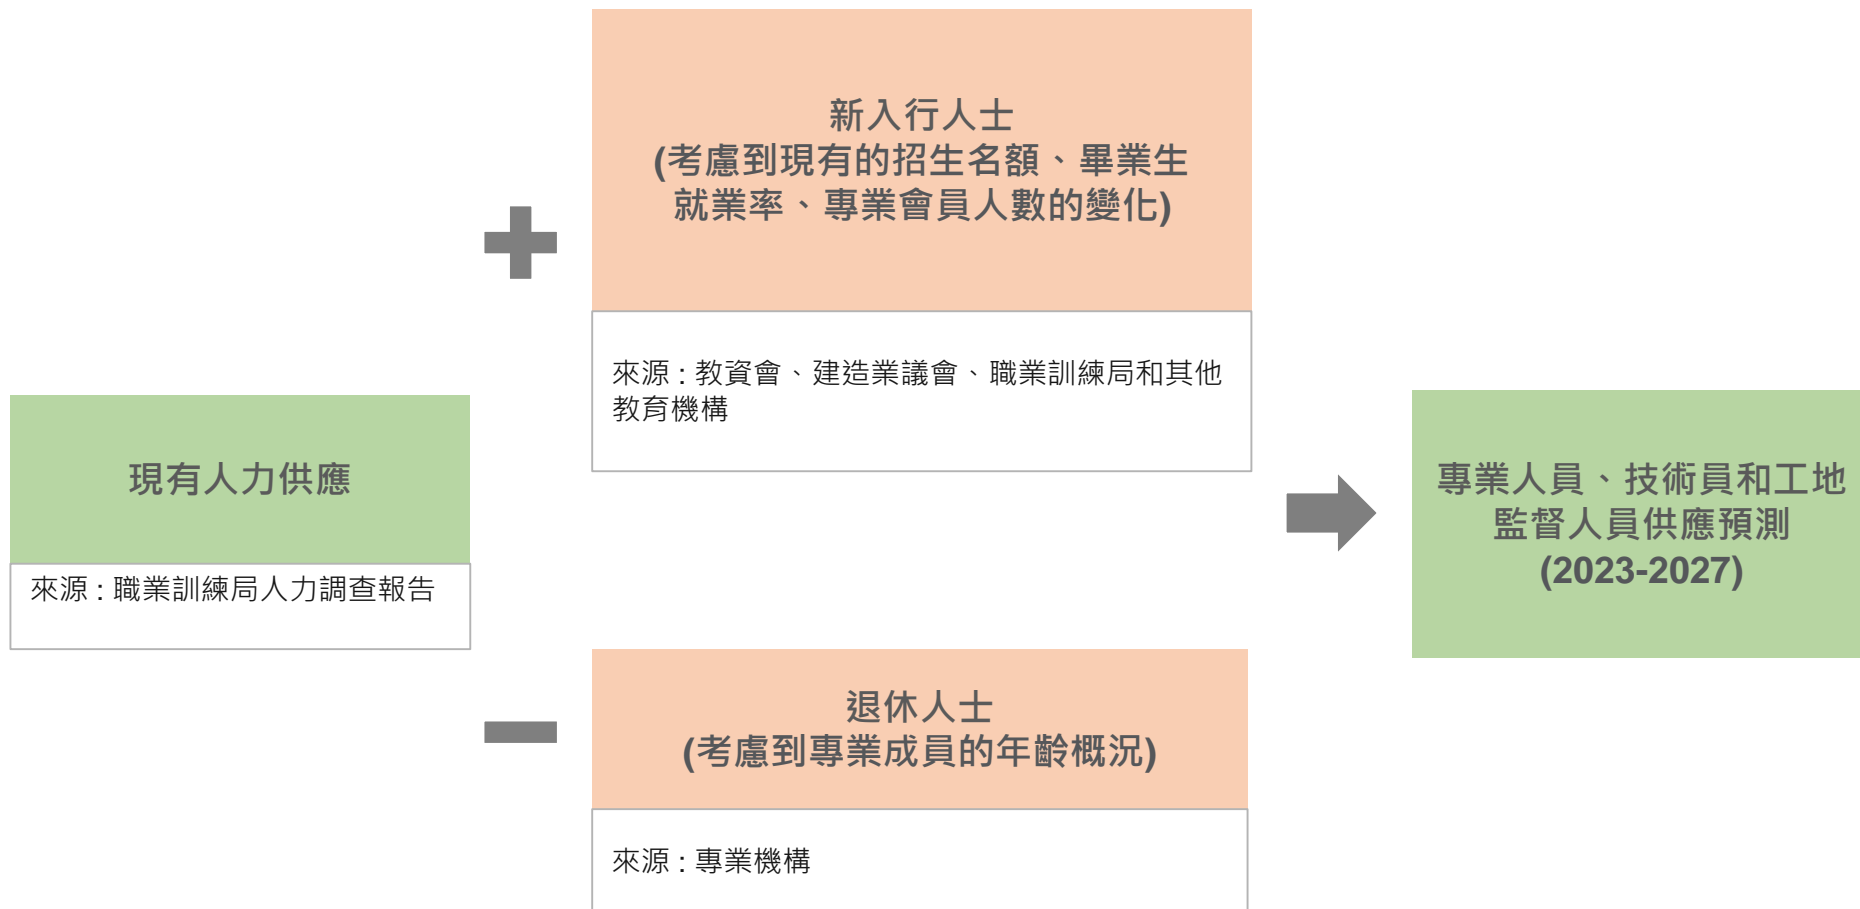 新入行人士
(考慮到現有的招生名額、畢業生
就業率、專業會員人數的變化)
來源 : 教資會、建造業議會、職業訓練局和其他
教育機構
現有人力供應
來源 : 職業訓練局人力調查報告
專業人員、技術員和工地
監督人員供應預測
(2023-2027)
退休人士
(考慮到專業成員的年齡概況)
來源 : 專業機構